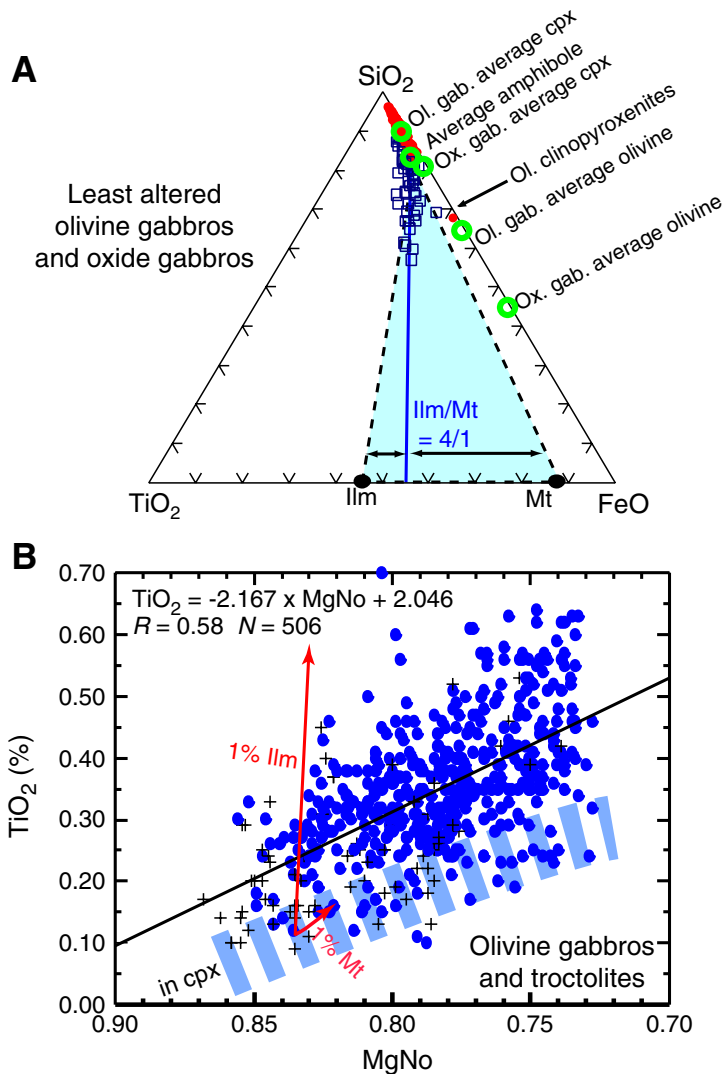 A
SiO₂
Ol. gab. average cpx
Average amphibole
Ox. gab. average cpx
Ol. clinopyroxenites
Ol. gab. average olivine
Ox. gab. average olivine
Least altered
olivine gabbros
and oxide gabbros
Ilm/Mt
= 4/1
TiO₂
Ilm
Mt
FeO
B
TiO₂ = -2.167 x MgNo + 2.046
R = 0.58 N = 506
1% Ilm
1% Mt
in cpx
Olivine gabbros
and troctolites
TiO₂ (%)
0.70
0.60
0.50
0.40
0.30
0.20
0.10
0.00
0.90 0.85 0.80 0.75 0.70
MgNo